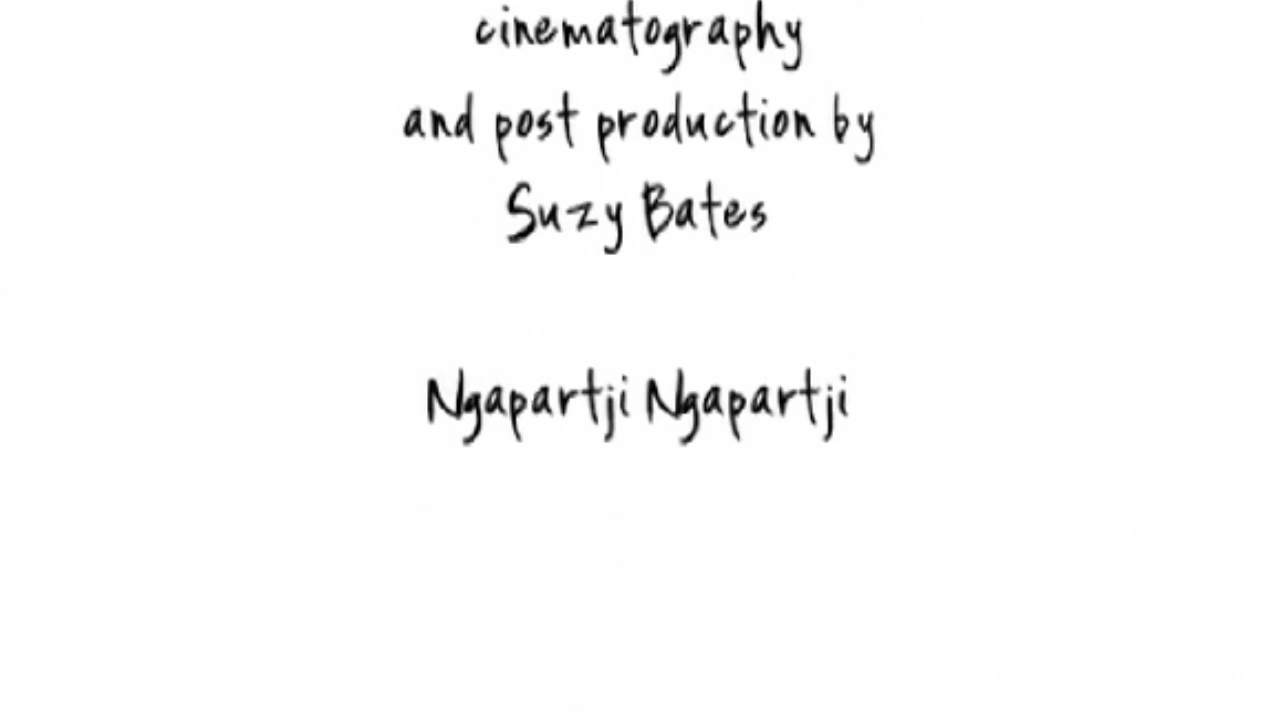 cinematography
and post production by
Suzy Bates
Ngapartji Ngapartji